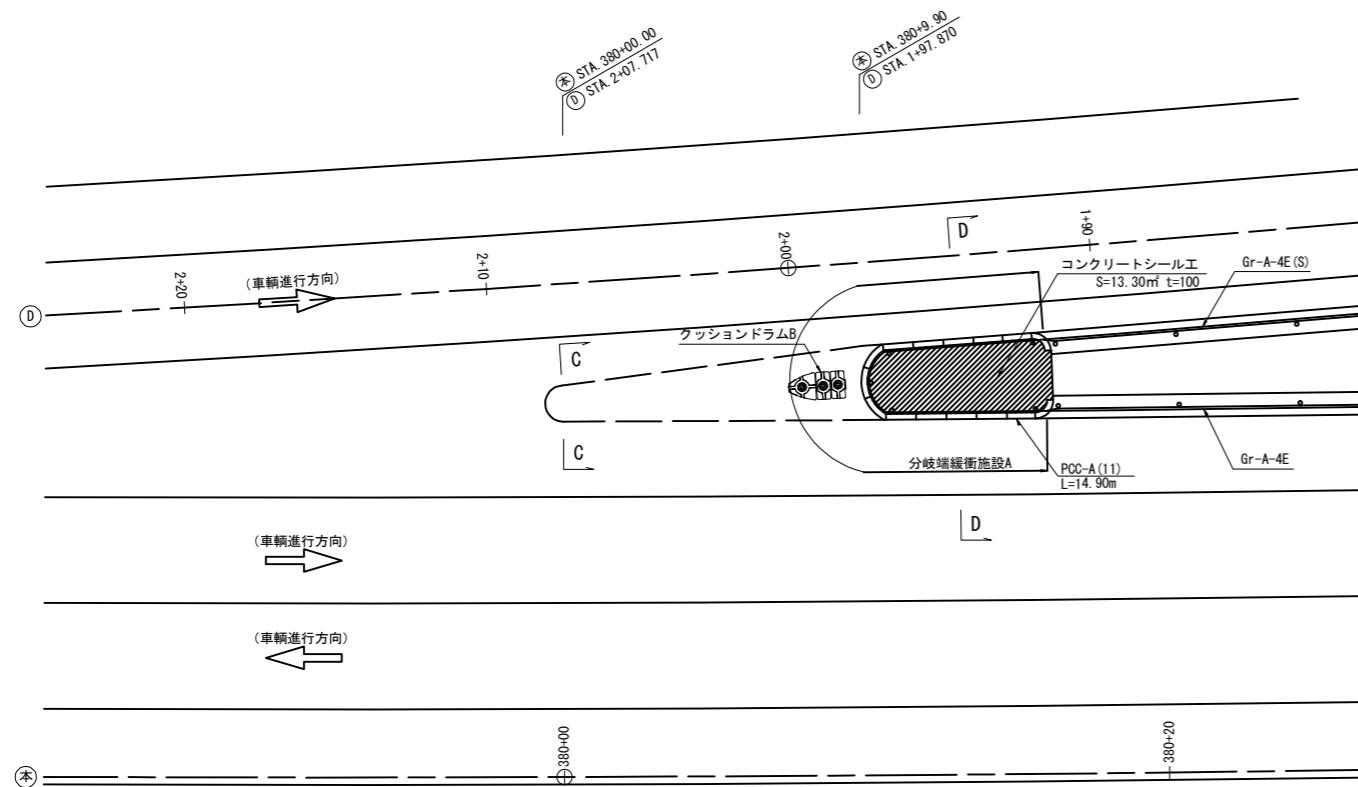 本 STA. 380+00.00
D STA. 2+07.717
本 STA. 380+9.90
D STA. 1+97.870
D
2+20
(車輌進行方向)
2+10
2+00
D
1+90
コンクリートシール工
S=13.30㎡ t=100
Gr-A-4E(S)
クッションドラムB
C
C
分岐端緩衝施設A
PCC-A(11)
L=14.90m
Gr-A-4E
D
(車輌進行方向)
(車輌進行方向)
本
380+00
380+20